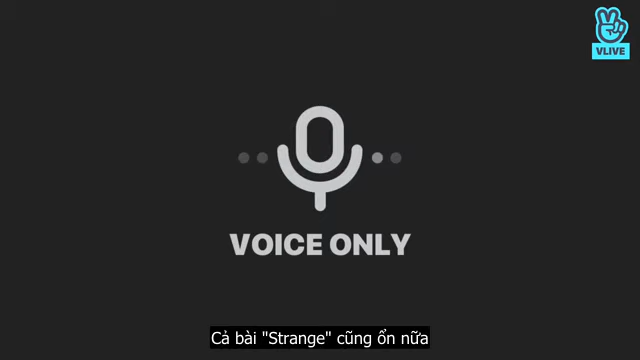 VLIVE
VOICE ONLY
Cả bài "Strange" cũng ổn nữa